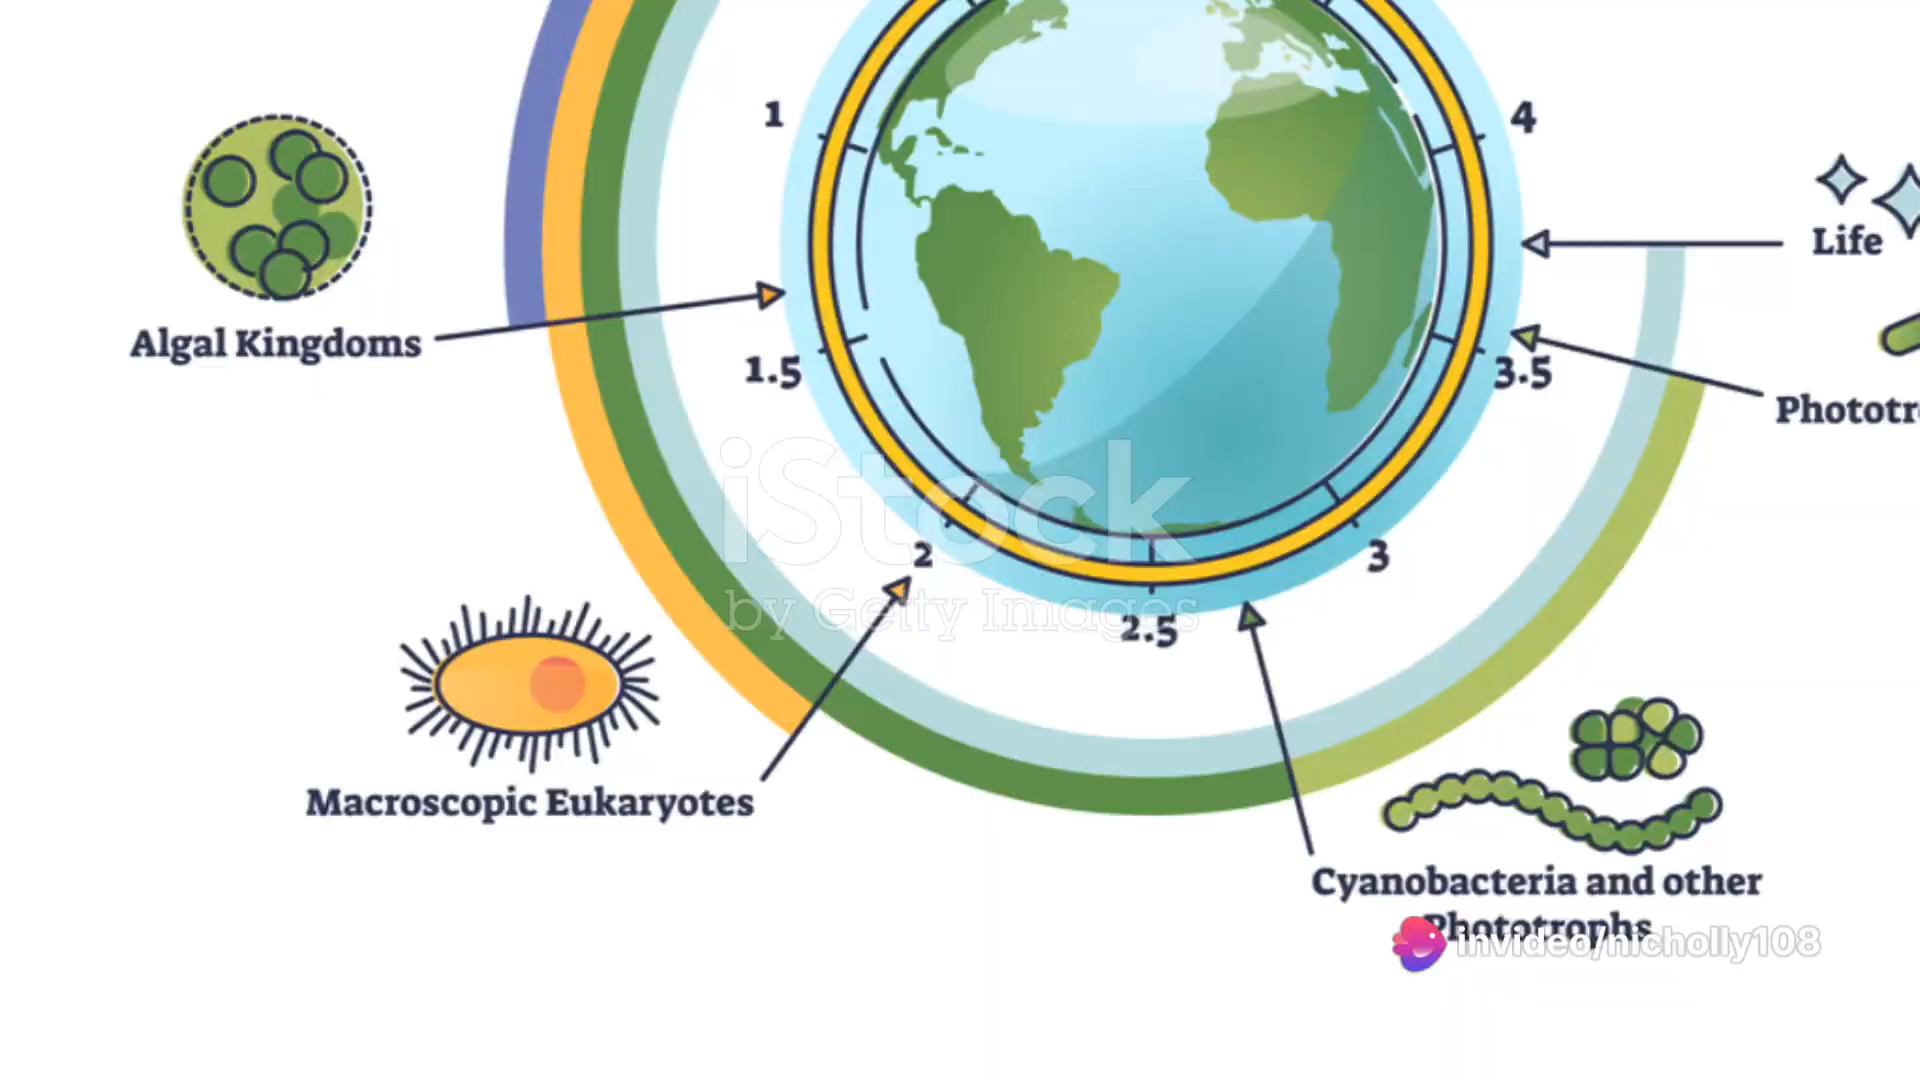 1
4
Life
Algal Kingdoms
1.5
3.5
Phototr
iStock
2
3
by Getty Images
2.5
Macroscopic Eukaryotes
Cyanobacteria and other
Phototrophs
invideo/nicholly108